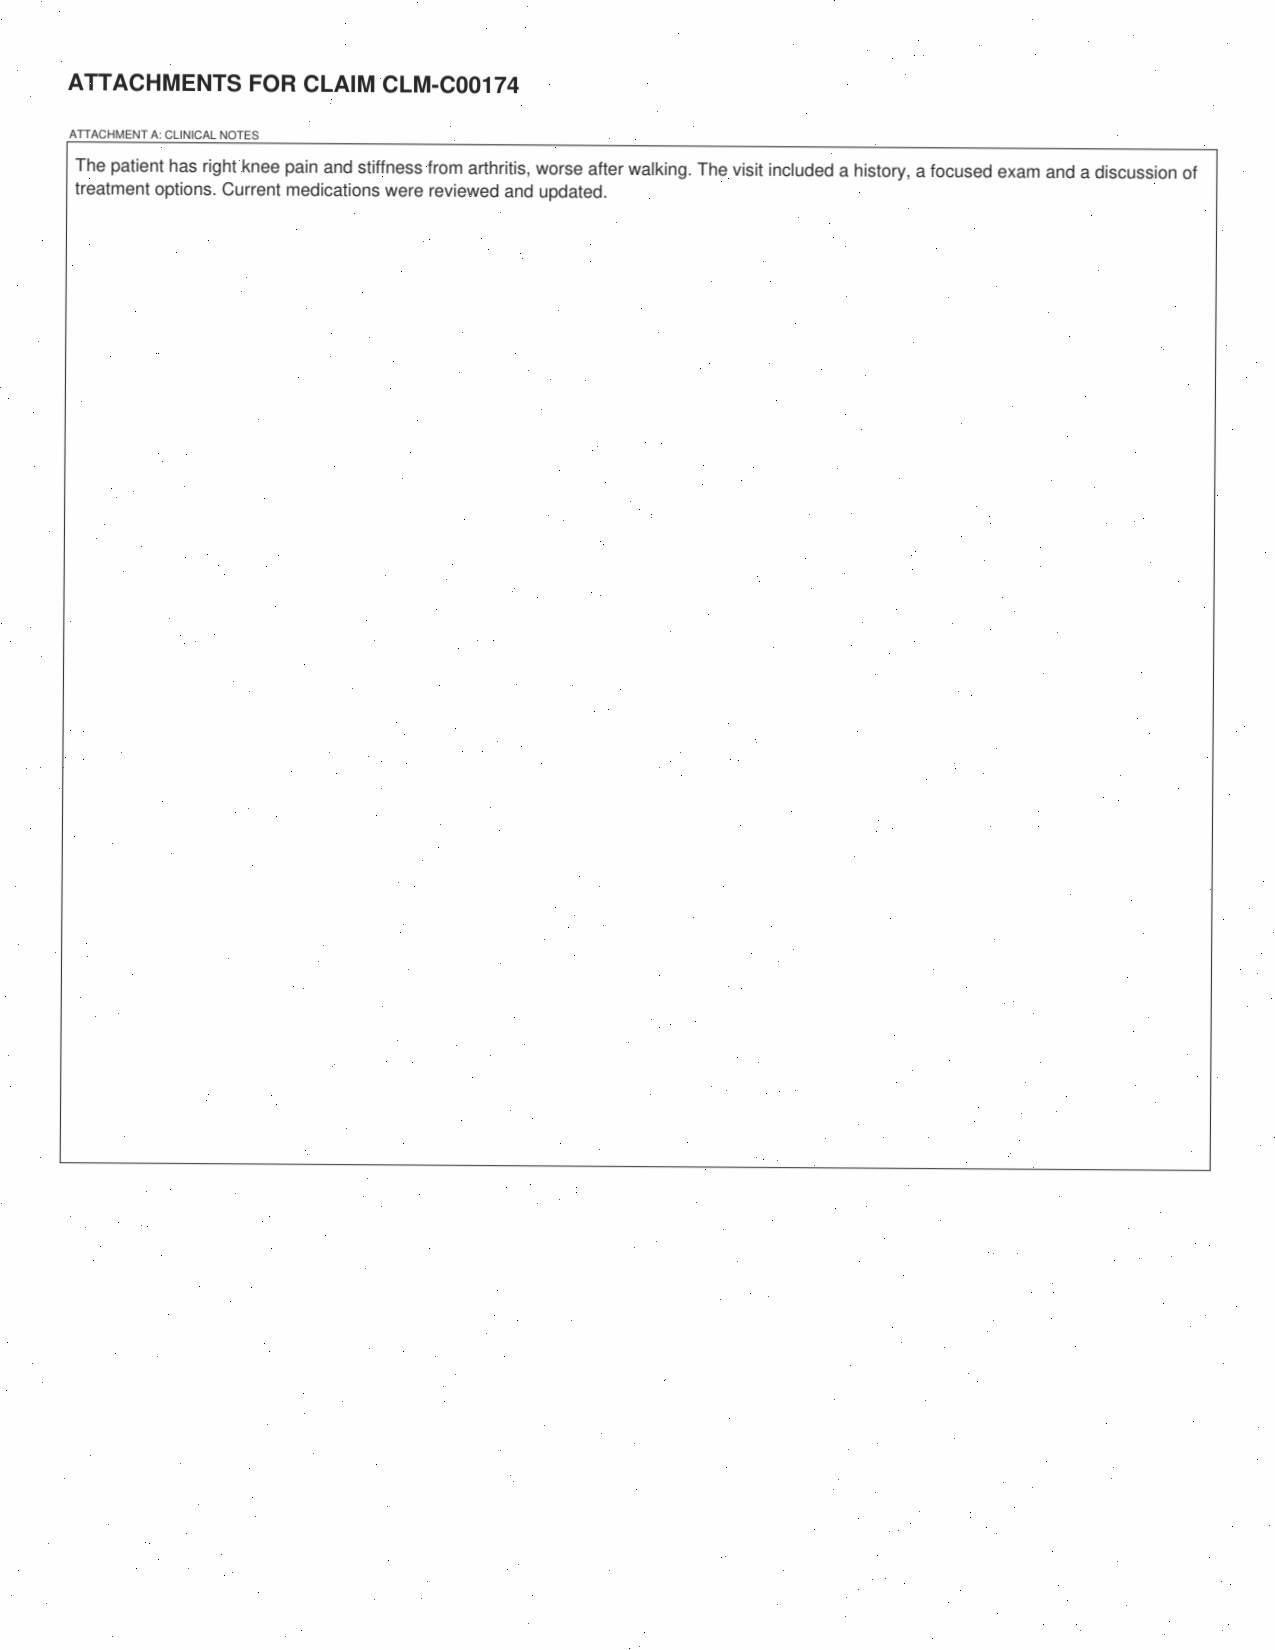 ATTACHMENTS FOR CLAIM CLM-C00174
ATTACHMENT A: CLINICAL NOTES
The patient has right knee pain and stiffness from arthritis, worse after walking. The visit included a history, a focused exam and a discussion of
treatment options. Current medications were reviewed and updated.